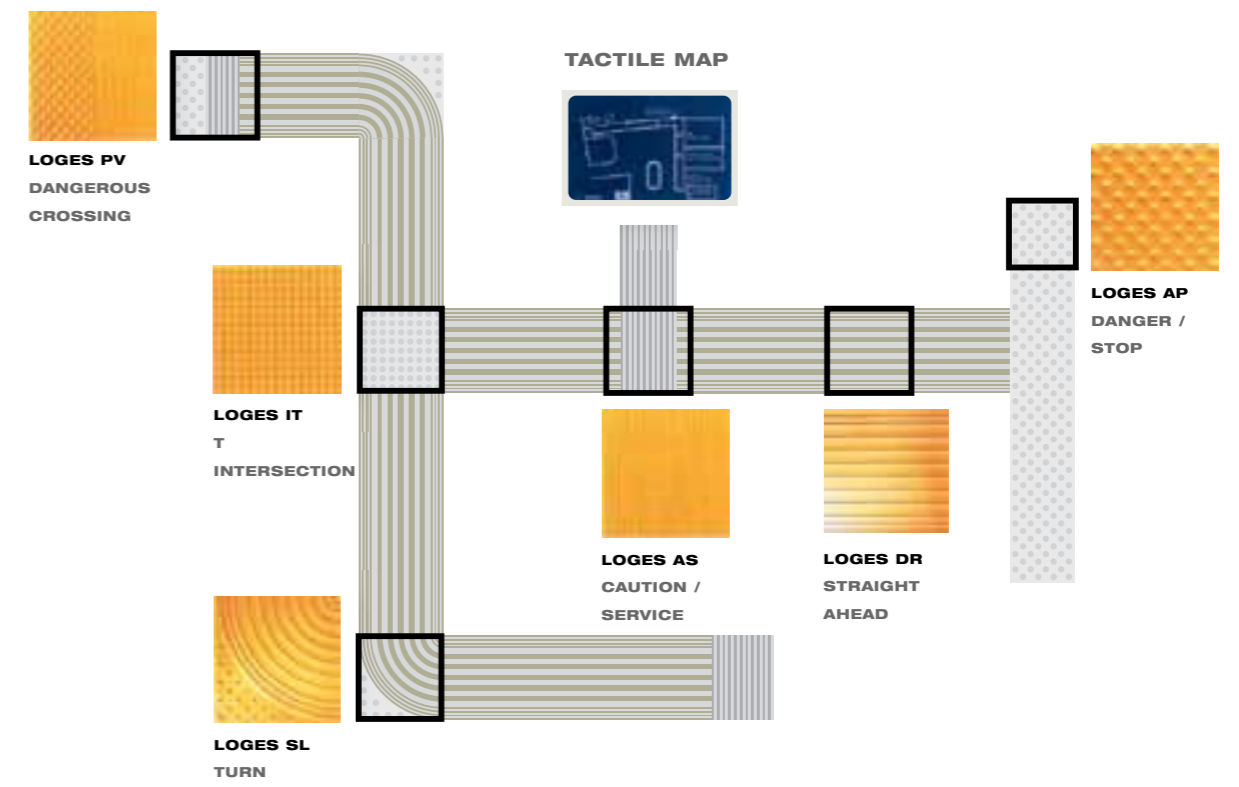 TACTILE MAP
LOGES PV
DANGEROUS
CROSSING
LOGES AP
DANGER /
STOP
LOGES IT
T
INTERSECTION
LOGES AS
CAUTION /
SERVICE
LOGES DR
STRAIGHT
AHEAD
LOGES SL
TURN